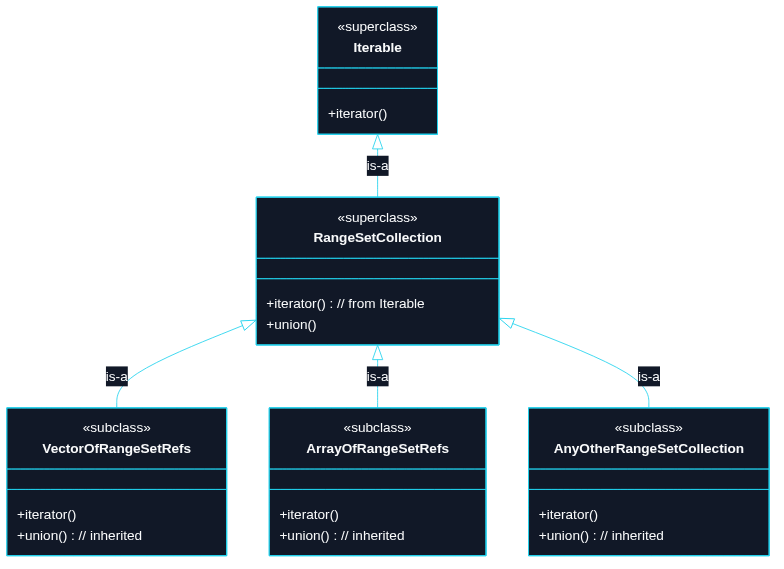 «superclass»
Iterable
+iterator()
is-a
«superclass»
RangeSetCollection
+iterator() : // from Iterable
+union()
is-a
is-a
is-a
«subclass»
VectorOfRangeSetRefs
+iterator()
+union() : // inherited
«subclass»
ArrayOfRangeSetRefs
+iterator()
+union() : // inherited
«subclass»
AnyOtherRangeSetCollection
+iterator()
+union() : // inherited